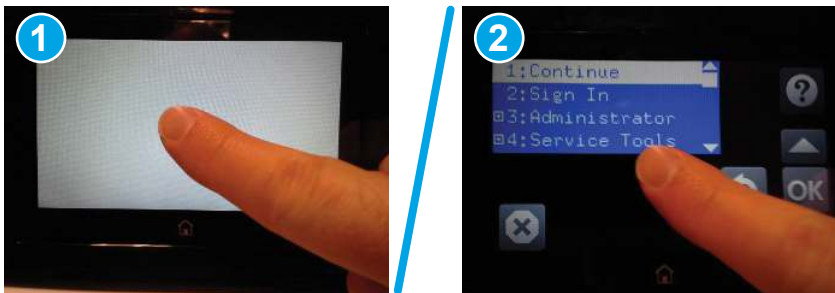 1
2
1:Continue
2:Sign In
3:Administrator
4:Service Tools
?
OK